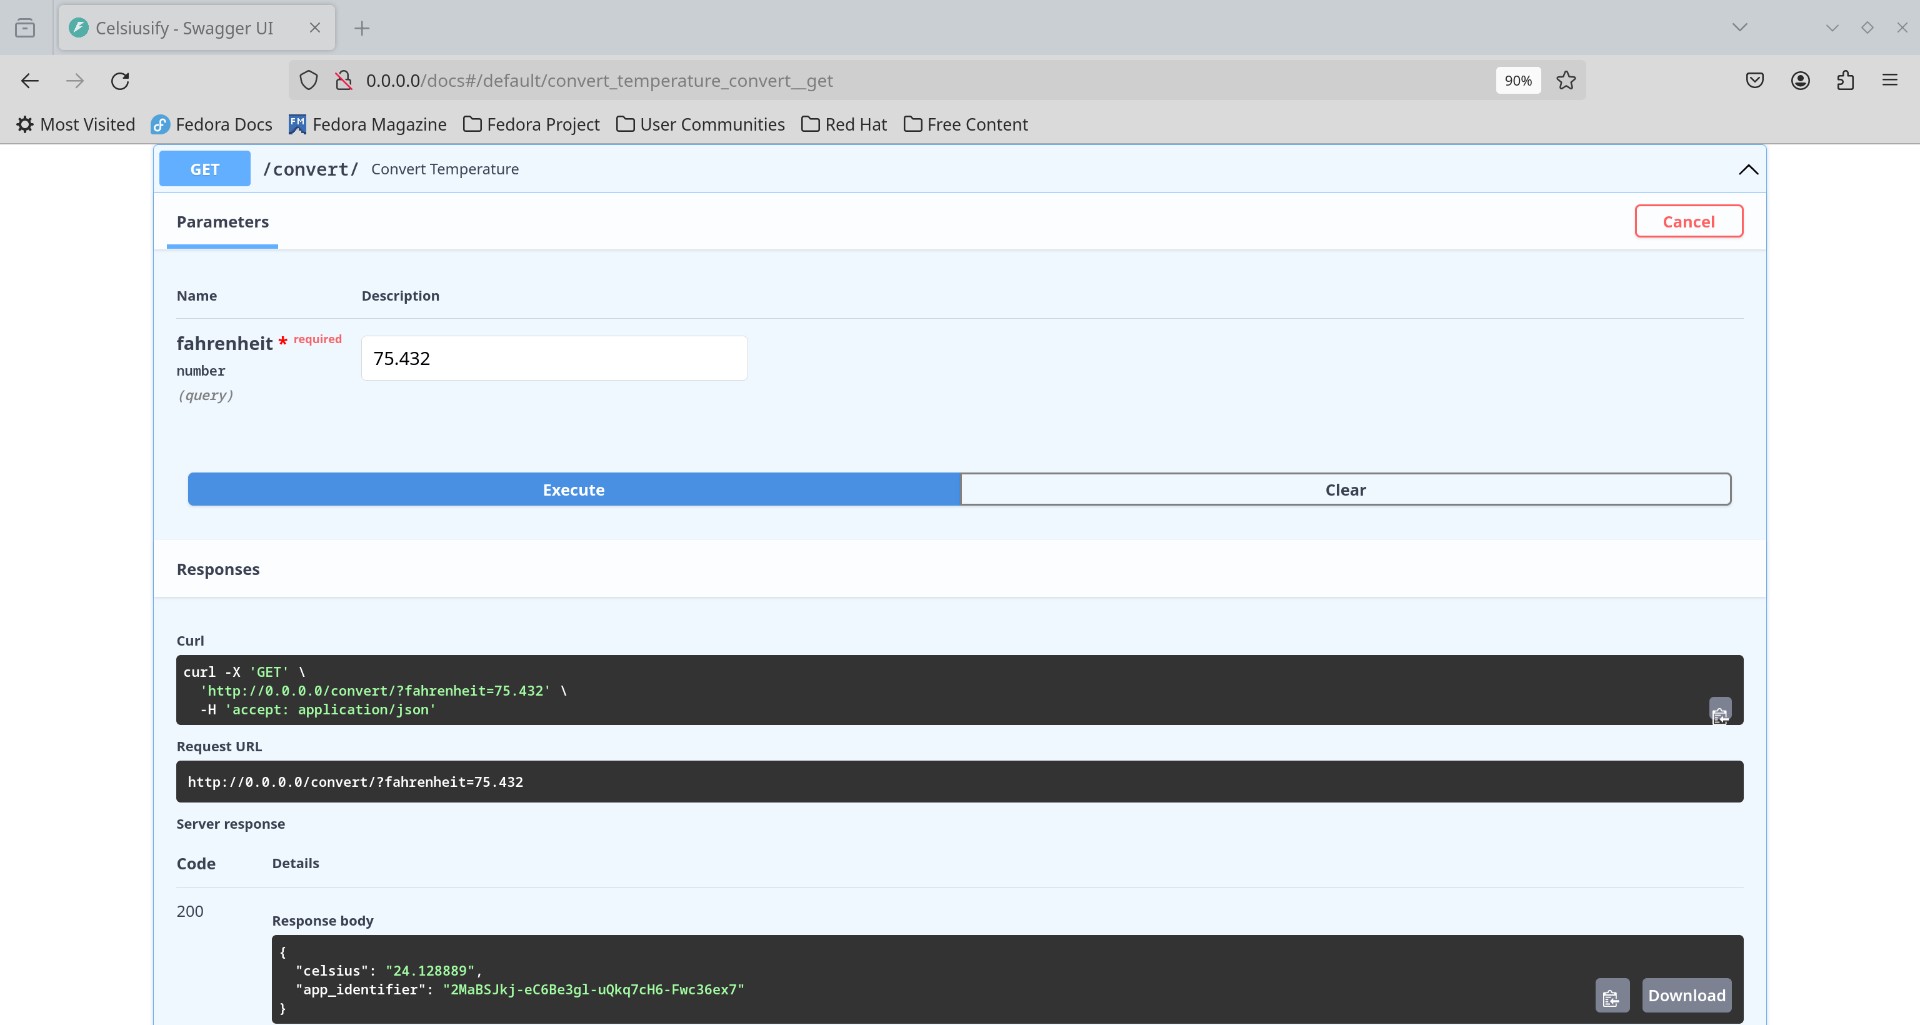 Celsiusify - Swagger UI
0.0.0.0/docs#/default/convert_temperature_convert__get
90%
Most Visited
Fedora Docs
FM
Fedora Magazine
Fedora Project
User Communities
Red Hat
Free Content
GET
/convert/
Convert Temperature
Parameters
Cancel
Name
Description
fahrenheit * required
75.432
number
(query)
Execute
Clear
Responses
Curl
curl -X 'GET' \
'http://0.0.0.0/convert/?fahrenheit=75.432' \
-H 'accept: application/json'
Request URL
http://0.0.0.0/convert/?fahrenheit=75.432
Server response
Code
Details
200
Response body
{
"celsius": "24.128889",
"app_identifier": "2MaBSJkj-eC6Be3gl-uQkq7cH6-Fwc36ex7"
}
Download